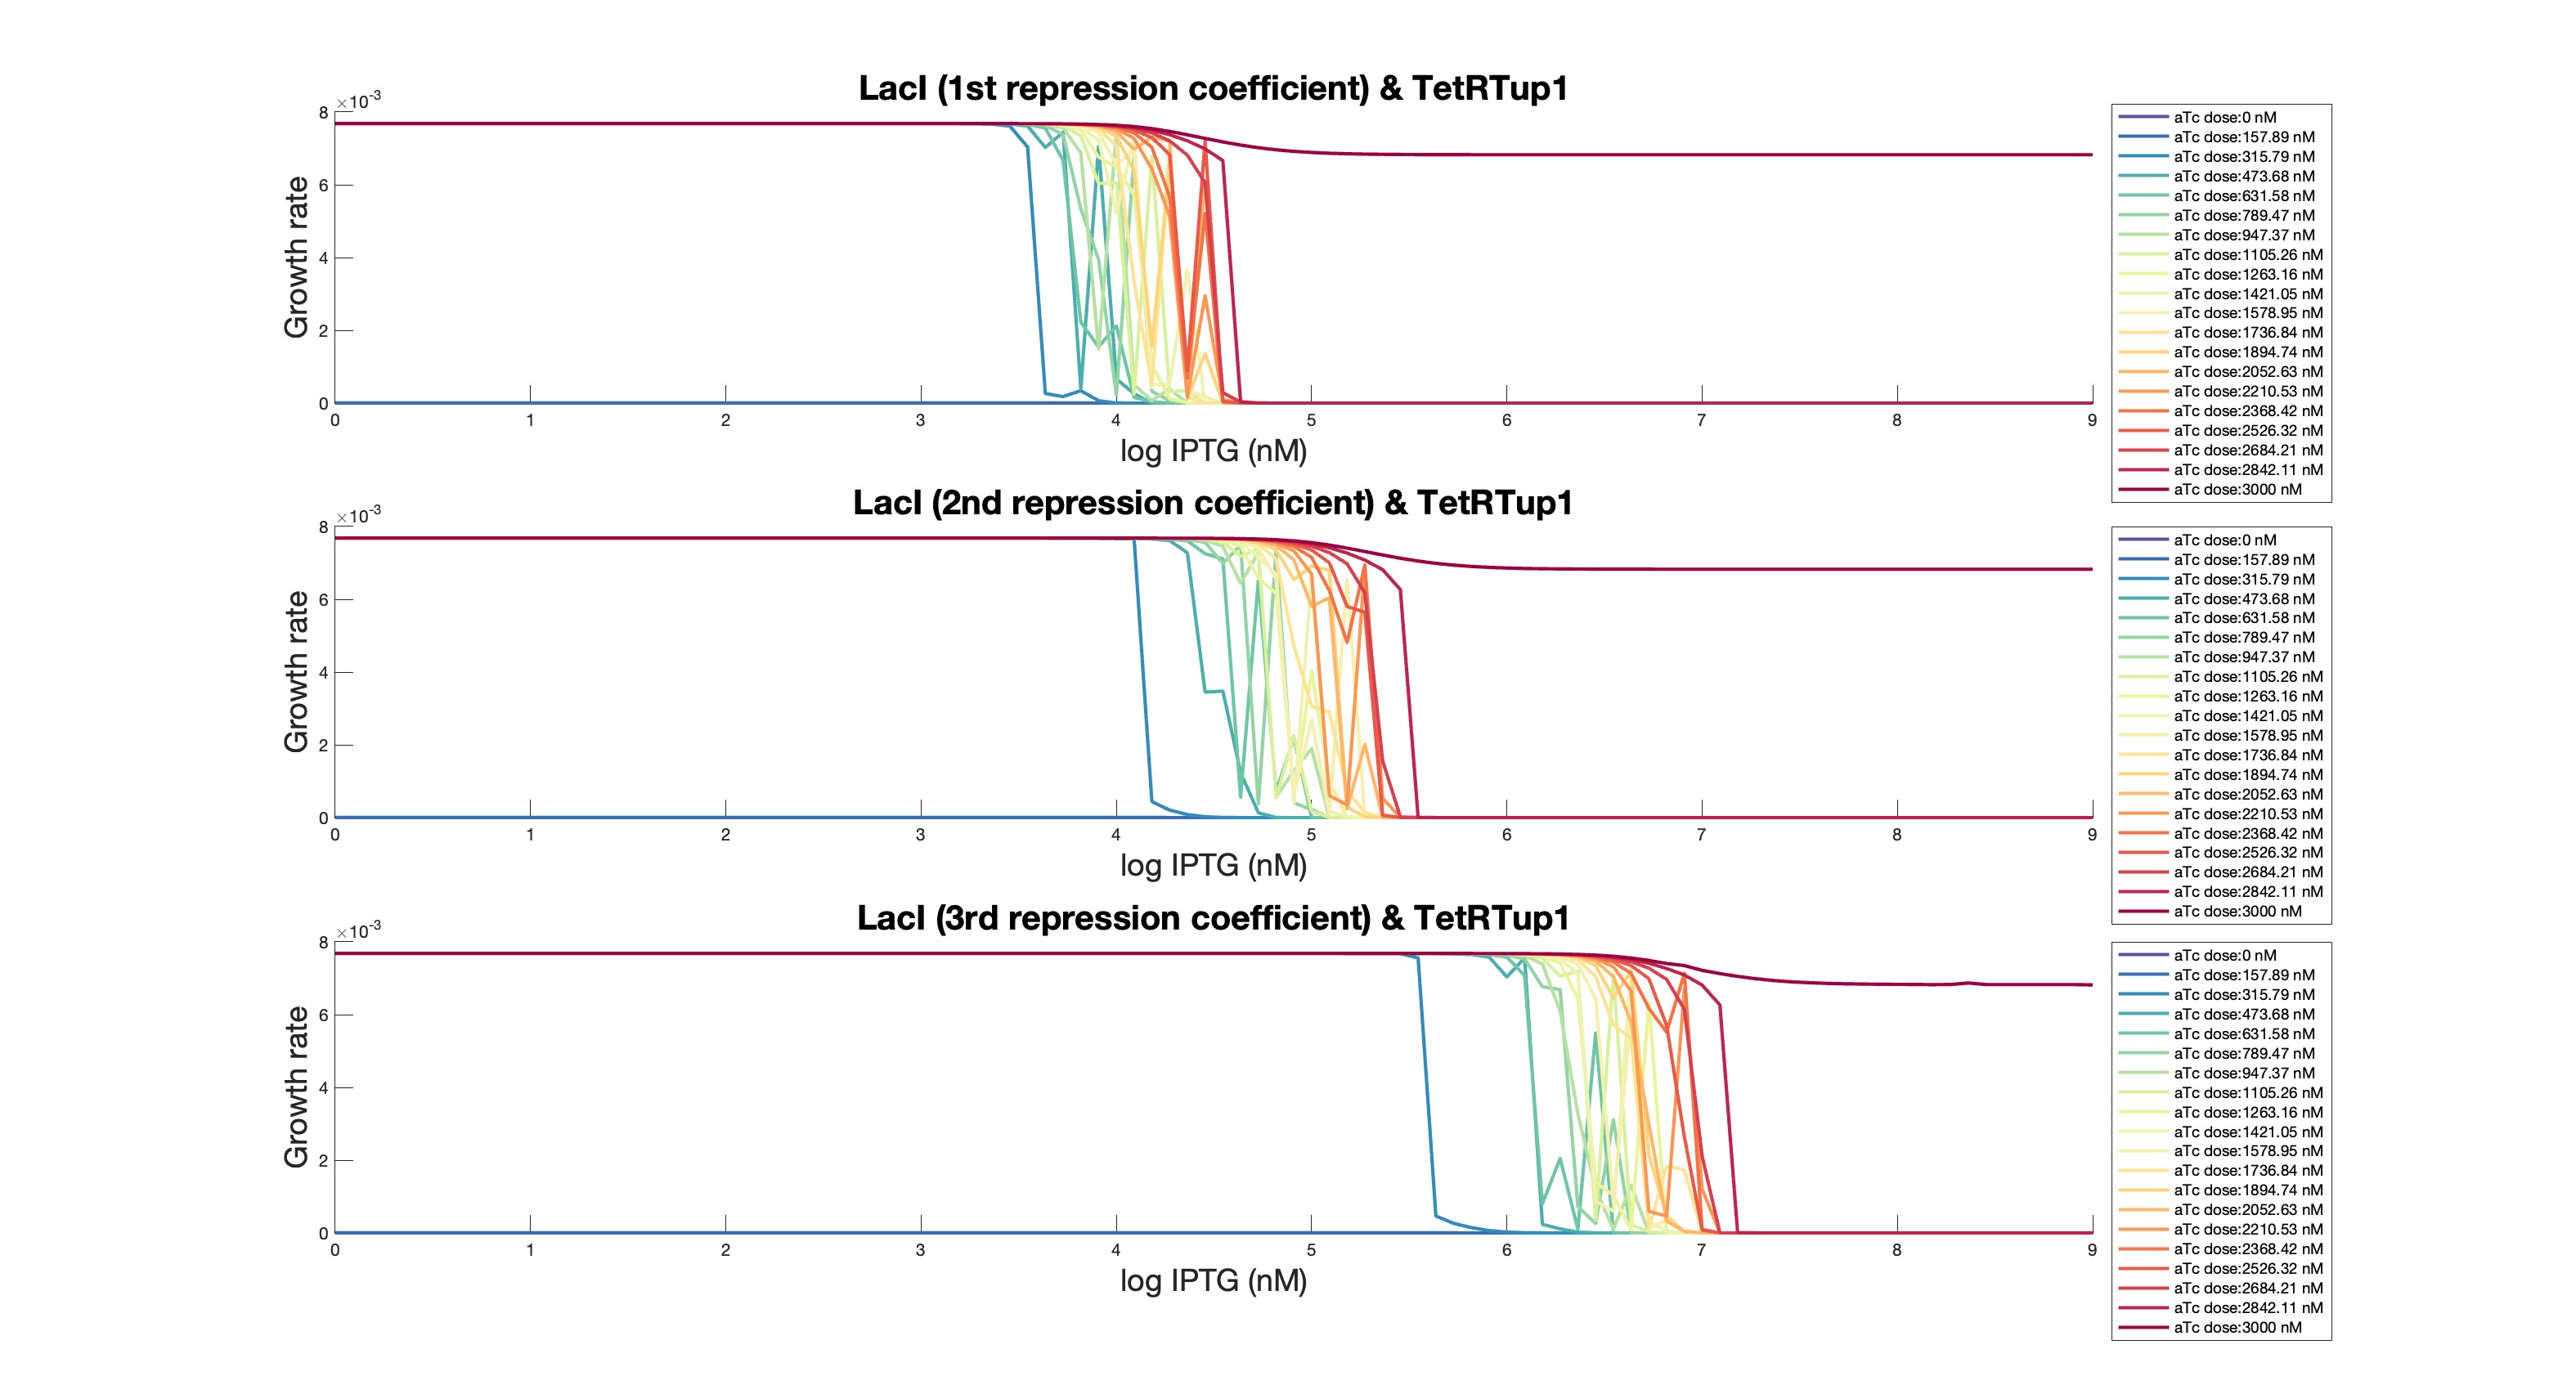 LacI (1st repression coefficient) & TetRTup1
×10-3
8
6
4
2
0
Growth rate
0 1 2 3 4 5 6 7 8 9
log IPTG (nM)
aTc dose:0 nM
aTc dose:157.89 nM
aTc dose:315.79 nM
aTc dose:473.68 nM
aTc dose:631.58 nM
aTc dose:789.47 nM
aTc dose:947.37 nM
aTc dose:1105.26 nM
aTc dose:1263.16 nM
aTc dose:1421.05 nM
aTc dose:1578.95 nM
aTc dose:1736.84 nM
aTc dose:1894.74 nM
aTc dose:2052.63 nM
aTc dose:2210.53 nM
aTc dose:2368.42 nM
aTc dose:2526.32 nM
aTc dose:2684.21 nM
aTc dose:2842.11 nM
aTc dose:3000 nM
LacI (2nd repression coefficient) & TetRTup1
×10-3
8
6
4
2
0
Growth rate
0 1 2 3 4 5 6 7 8 9
log IPTG (nM)
aTc dose:0 nM
aTc dose:157.89 nM
aTc dose:315.79 nM
aTc dose:473.68 nM
aTc dose:631.58 nM
aTc dose:789.47 nM
aTc dose:947.37 nM
aTc dose:1105.26 nM
aTc dose:1263.16 nM
aTc dose:1421.05 nM
aTc dose:1578.95 nM
aTc dose:1736.84 nM
aTc dose:1894.74 nM
aTc dose:2052.63 nM
aTc dose:2210.53 nM
aTc dose:2368.42 nM
aTc dose:2526.32 nM
aTc dose:2684.21 nM
aTc dose:2842.11 nM
aTc dose:3000 nM
LacI (3rd repression coefficient) & TetRTup1
×10-3
8
6
4
2
0
Growth rate
0 1 2 3 4 5 6 7 8 9
log IPTG (nM)
aTc dose:0 nM
aTc dose:157.89 nM
aTc dose:315.79 nM
aTc dose:473.68 nM
aTc dose:631.58 nM
aTc dose:789.47 nM
aTc dose:947.37 nM
aTc dose:1105.26 nM
aTc dose:1263.16 nM
aTc dose:1421.05 nM
aTc dose:1578.95 nM
aTc dose:1736.84 nM
aTc dose:1894.74 nM
aTc dose:2052.63 nM
aTc dose:2210.53 nM
aTc dose:2368.42 nM
aTc dose:2526.32 nM
aTc dose:2684.21 nM
aTc dose:2842.11 nM
aTc dose:3000 nM